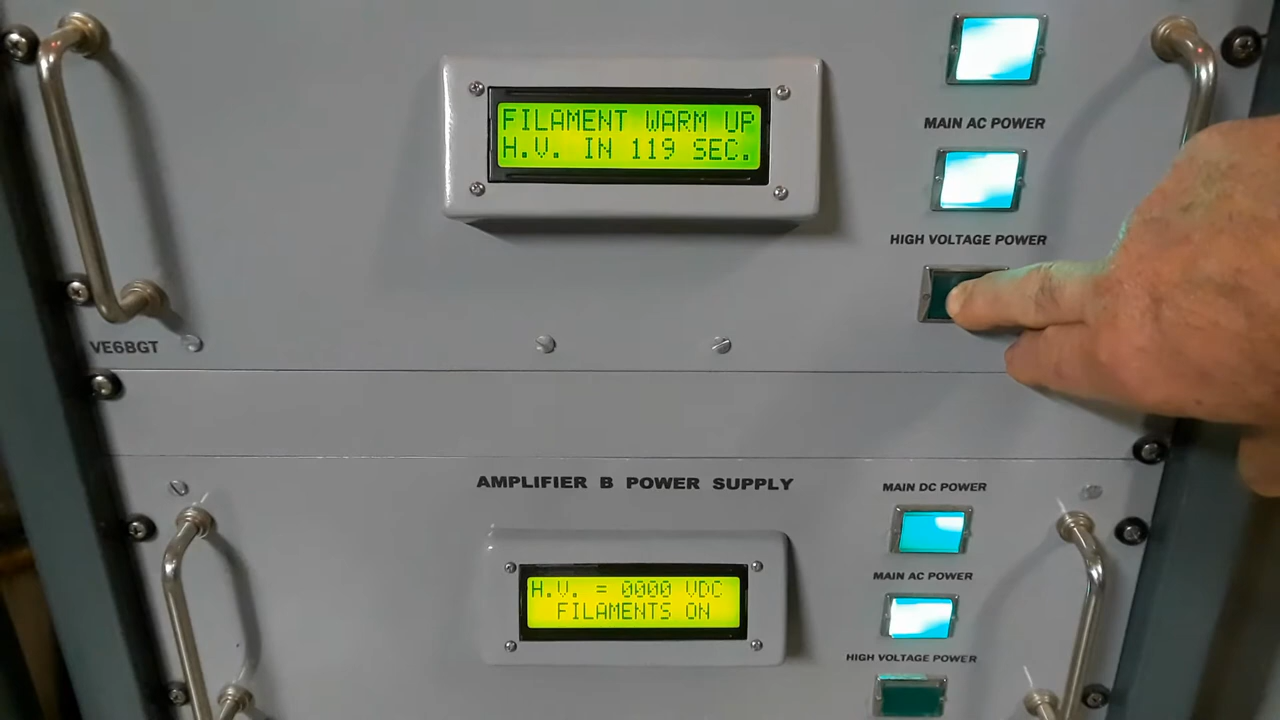 FILAMENT WARM UP
H.V. IN 119 SEC.
MAIN AC POWER
HIGH VOLTAGE POWER
VE6BGT
AMPLIFIER B POWER SUPPLY
MAIN DC POWER
H.V. = 0000 VDC
FILAMENTS ON
MAIN AC POWER
HIGH VOLTAGE POWER